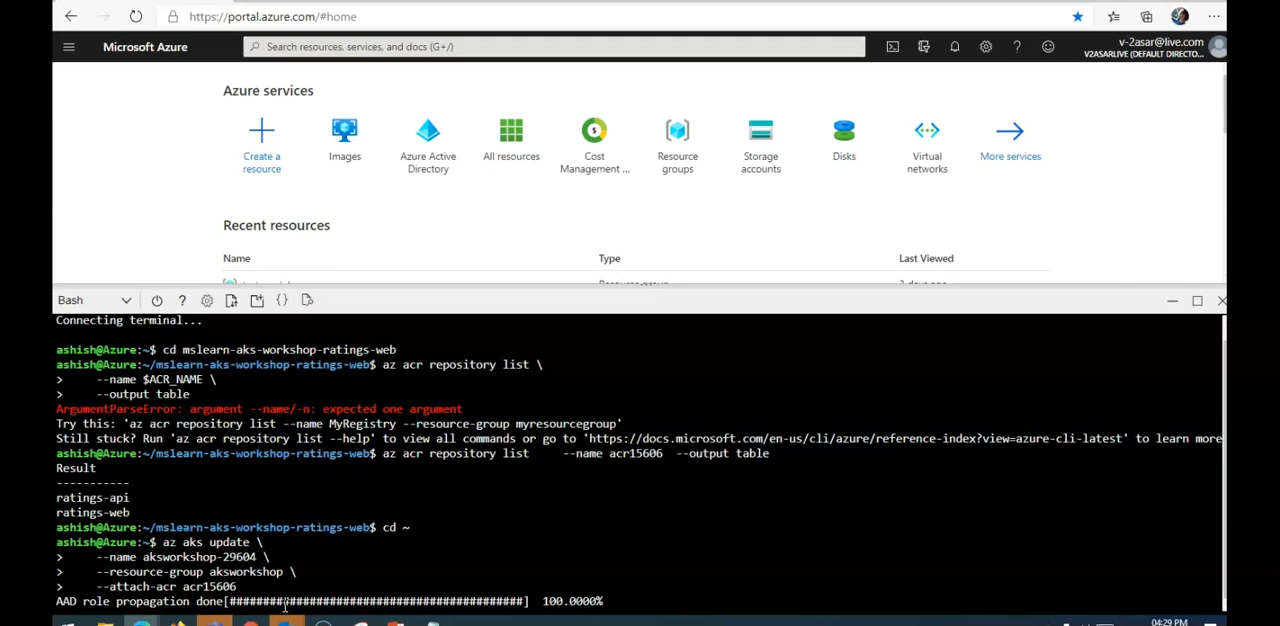 https://portal.azure.com/#home
Microsoft Azure
Search resources, services, and docs (G+/)
v-2asar@live.com
V2ASARLIVE (DEFAULT DIRECTO...
Azure services
Create a resource
Images
Azure Active Directory
All resources
Cost Management ...
Resource groups
Storage accounts
Disks
Virtual networks
More services
Recent resources
Name Type Last Viewed
Bash
Connecting terminal...
ashish@Azure:~$ cd mslearn-aks-workshop-ratings-web
ashish@Azure:~/mslearn-aks-workshop-ratings-web$ az acr repository list \
> --name $ACR_NAME \
> --output table
ArgumentParseError: argument --name/-n: expected one argument
Try this: 'az acr repository list --name MyRegistry --resource-group myresourcegroup'
Still stuck? Run 'az acr repository list --help' to view all commands or go to 'https://docs.microsoft.com/en-us/cli/azure/reference-index?view=azure-cli-latest' to learn more
ashish@Azure:~/mslearn-aks-workshop-ratings-web$ az acr repository list --name acr15606 --output table
Result
-----------
ratings-api
ratings-web
ashish@Azure:~/mslearn-aks-workshop-ratings-web$ cd ~
ashish@Azure:~$ az aks update \
> --name aksworkshop-29604 \
> --resource-group aksworkshop \
> --attach-acr acr15606
AAD role propagation done[############################################] 100.0000%
04:29 PM